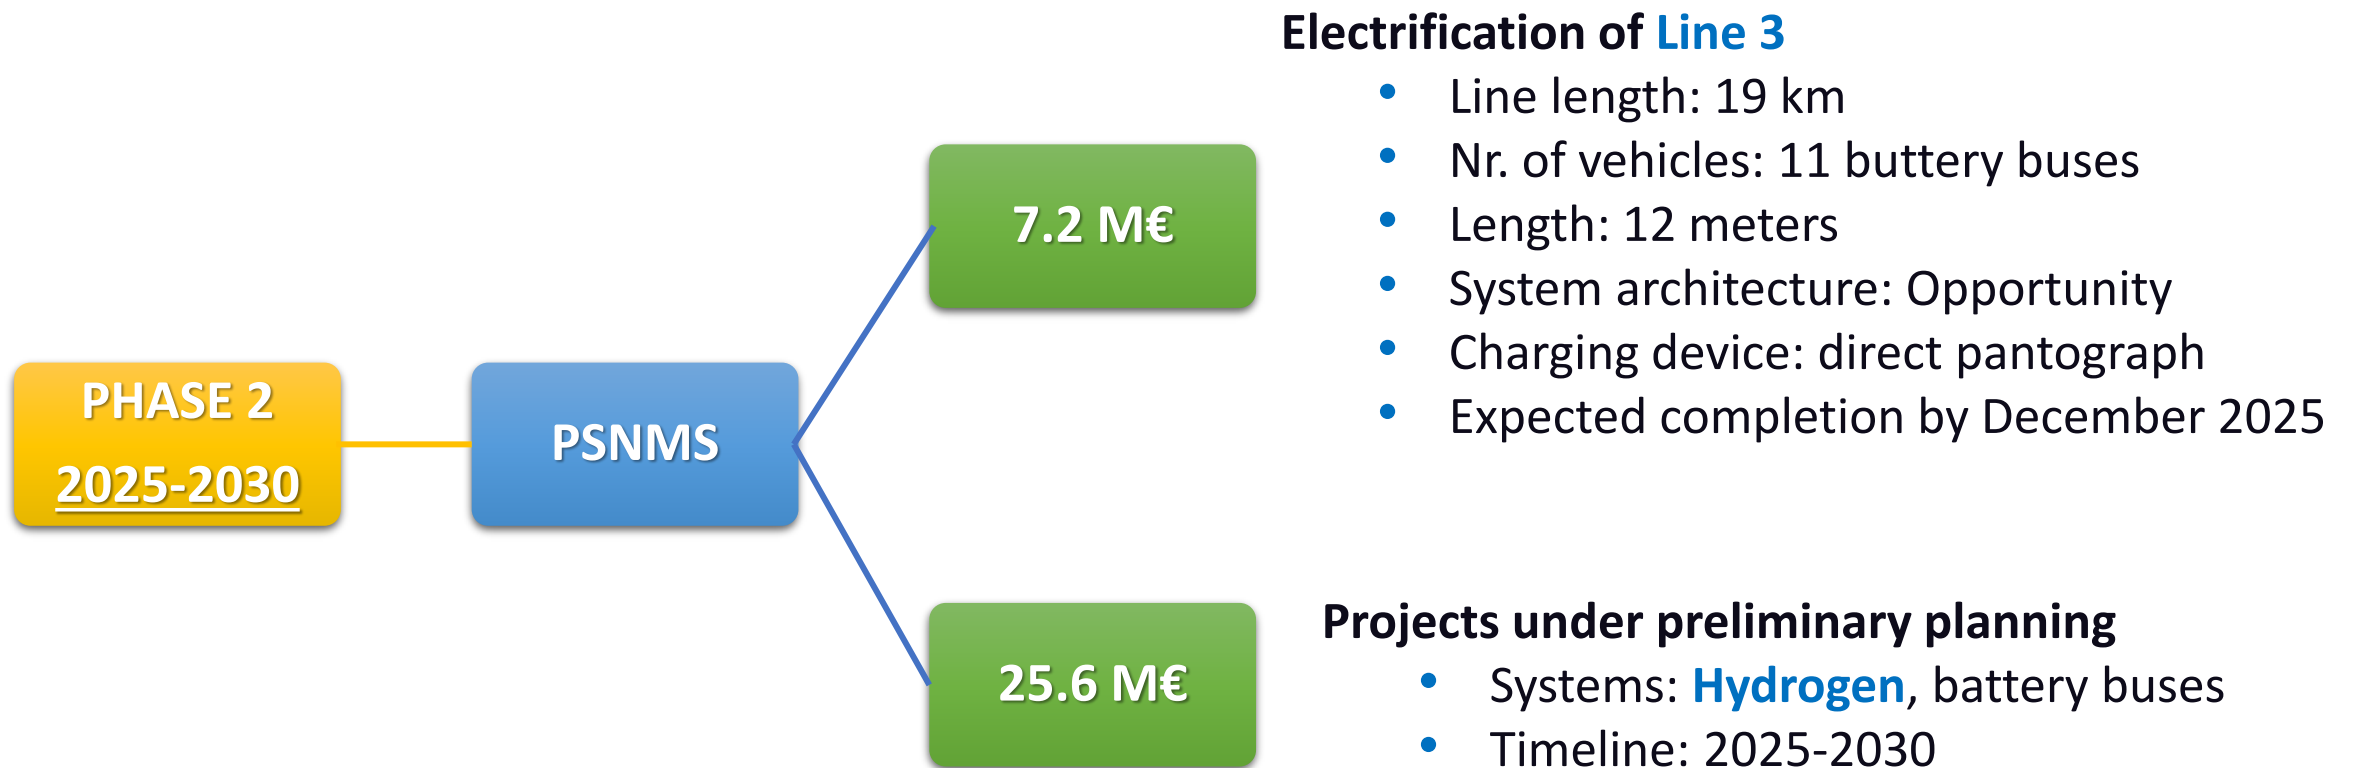 PHASE 2
2025-2030
PSNMS
7.2 M€
Electrification of Line 3
• Line length: 19 km
• Nr. of vehicles: 11 buttery buses
• Length: 12 meters
• System architecture: Opportunity
• Charging device: direct pantograph
• Expected completion by December 2025
25.6 M€
Projects under preliminary planning
• Systems: Hydrogen, battery buses
• Timeline: 2025-2030